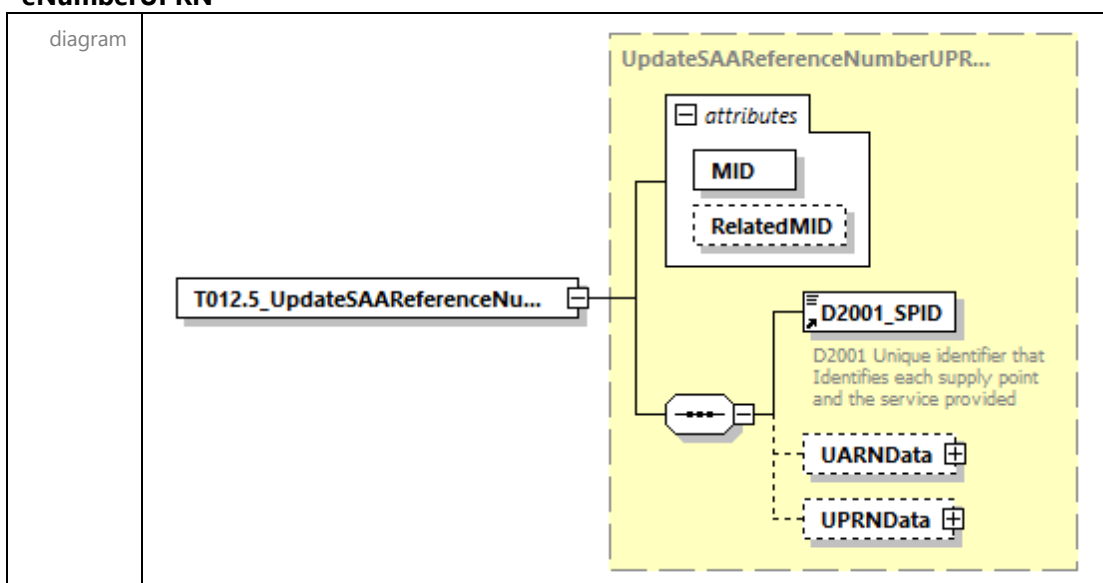 eNumberUPRN
diagram
UpdateSAAReferenceNumberUPR...
attributes
MID
RelatedMID
T012.5_UpdateSAAReferenceNu...
D2001_SPID
D2001 Unique identifier that
Identifies each supply point
and the service provided
UARNData
UPRNData